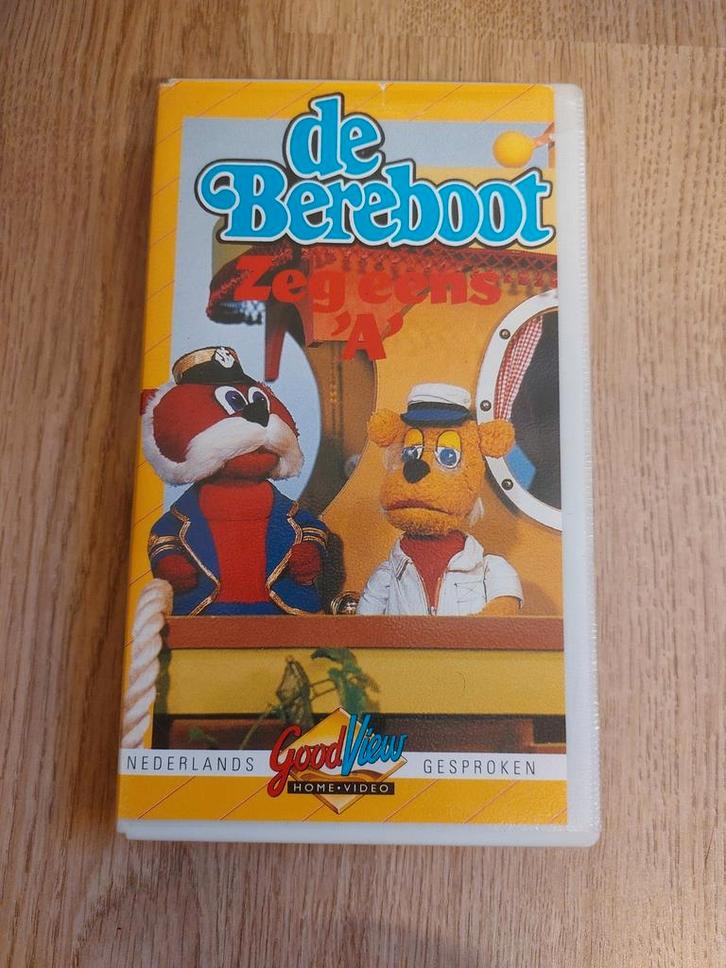 de
Bereboot
Zeg eens
'A'
NEDERLANDS GoodView GESPROKEN
HOME•VIDEO